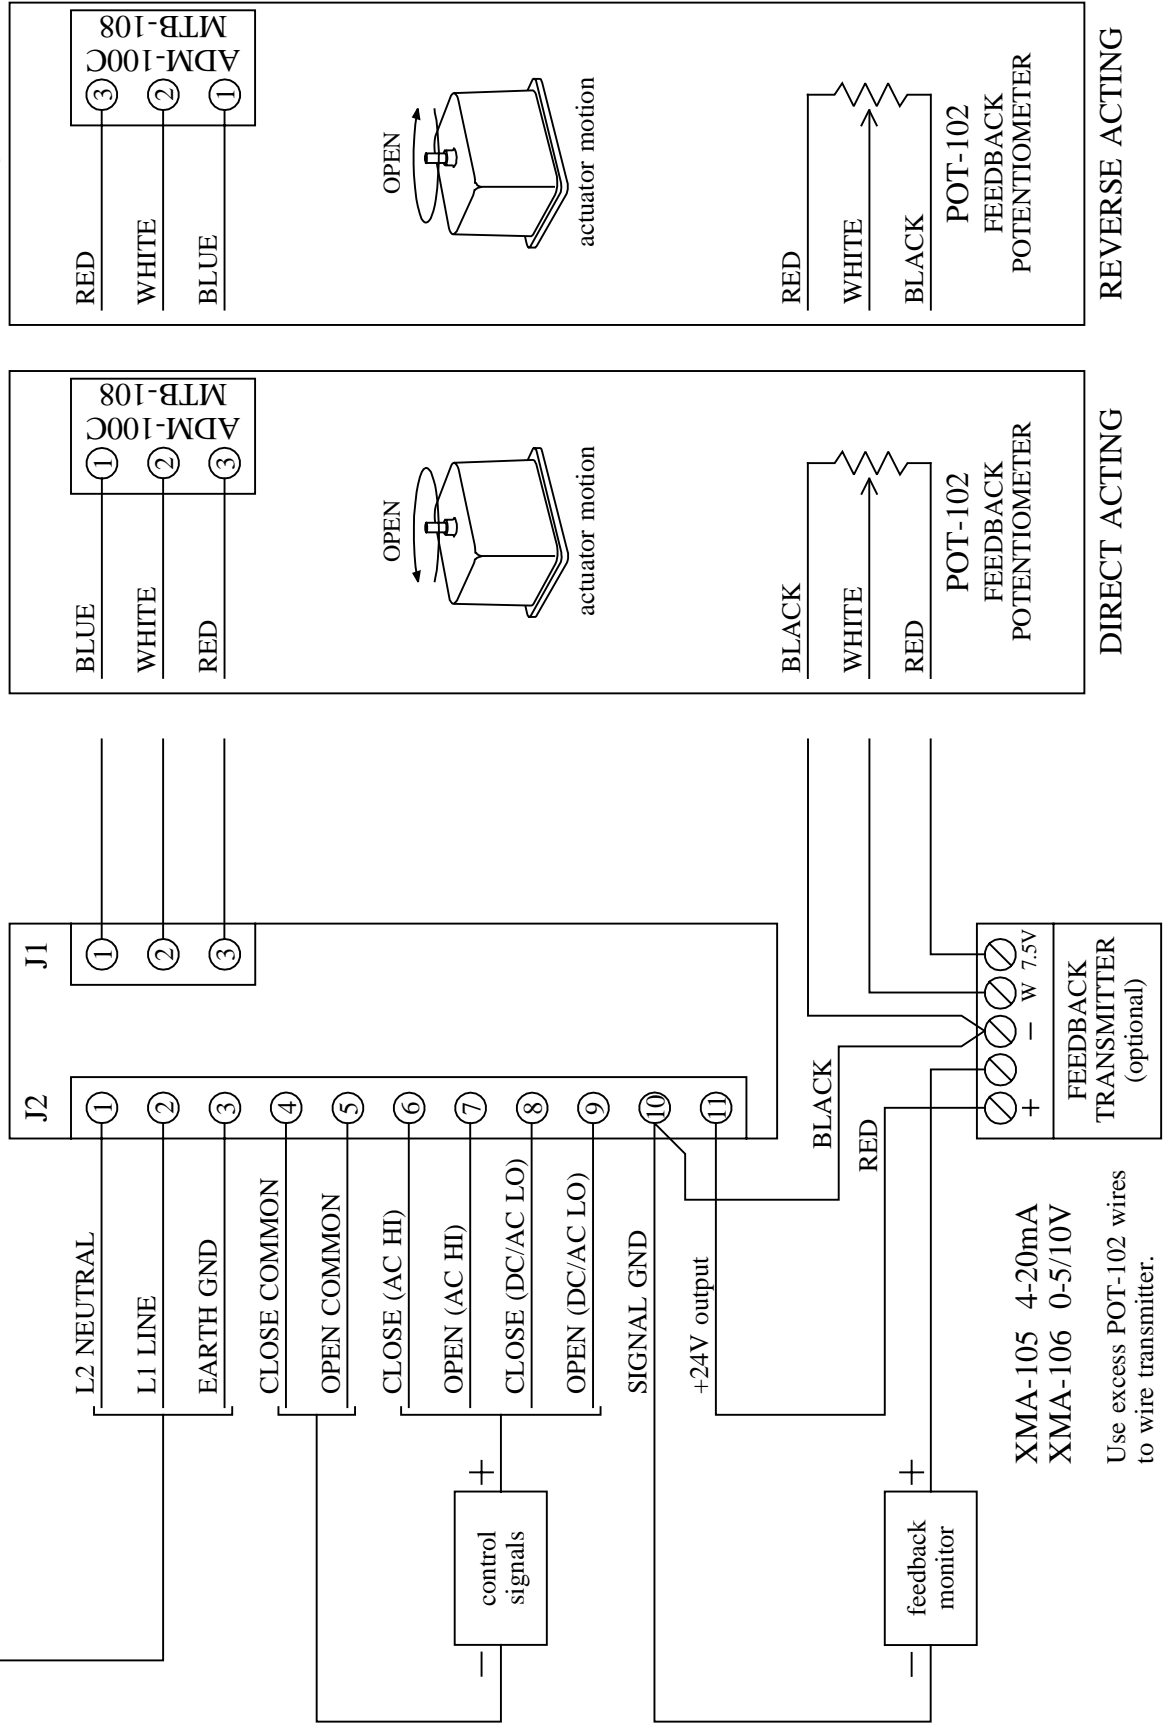 J2
1
2
3
4
5
6
7
8
9
10
11
J1
1
2
3
L2 NEUTRAL
L1 LINE
EARTH GND
CLOSE COMMON
OPEN COMMON
CLOSE (AC HI)
OPEN (AC HI)
CLOSE (DC/AC LO)
OPEN (DC/AC LO)
SIGNAL GND
+24V output
control
signals
+
−
feedback
monitor
+
−
BLACK
RED
+
−
W
7.5V
FEEDBACK
TRANSMITTER
(optional)
XMA-105 4-20mA
XMA-106 0-5/10V
Use excess POT-102 wires
to wire transmitter.
BLUE
WHITE
RED
1
2
3
ADM-100C
MTB-108
OPEN
actuator motion
BLACK
WHITE
RED
POT-102
FEEDBACK
POTENTIOMETER
DIRECT ACTING
RED
WHITE
BLUE
3
2
1
ADM-100C
MTB-108
OPEN
actuator motion
RED
WHITE
BLACK
POT-102
FEEDBACK
POTENTIOMETER
REVERSE ACTING